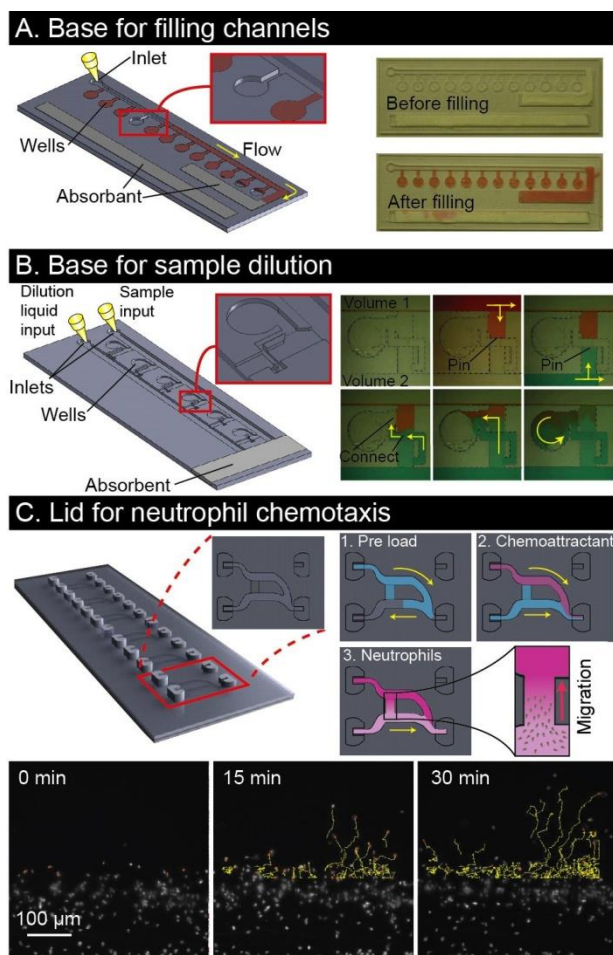 A. Base for filling channels
Inlet
Wells
Flow
Absorbant
Before filling
After filling
B. Base for sample dilution
Dilution
liquid
input
Sample
input
Inlets
Wells
Absorbent
Volume 1
Pin
Pin
Volume 2
Connect
C. Lid for neutrophil chemotaxis
1. Pre load
2. Chemoattractant
3. Neutrophils
Migration
0 min
15 min
30 min
100 µm